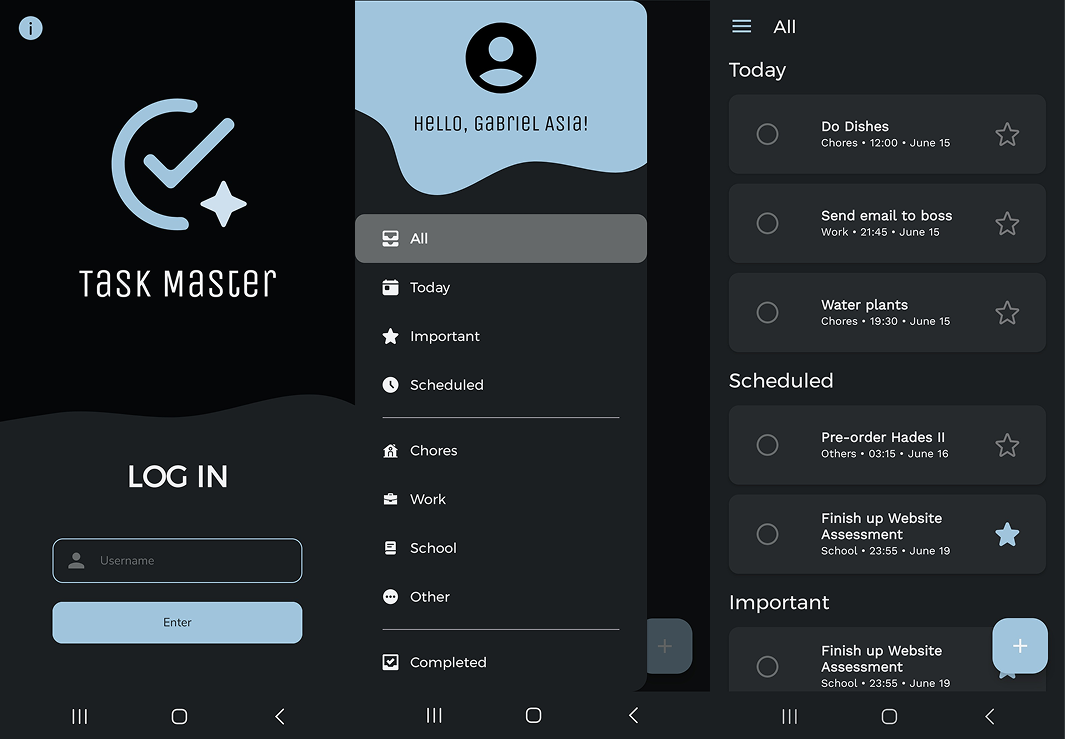 i
Task Master
LOG IN
Username
Enter
Hello, Gabriel Asia!
All
Today
Important
Scheduled
Chores
Work
School
Other
Completed
+
All
Today
Do Dishes
Chores • 12:00 • June 15
Send email to boss
Work • 21:45 • June 15
Water plants
Chores • 19:30 • June 15
Scheduled
Pre-order Hades II
Others • 03:15 • June 16
Finish up Website
Assessment
School • 23:55 • June 19
Important
Finish up Website
Assessment
School • 23:55 • June 19
+